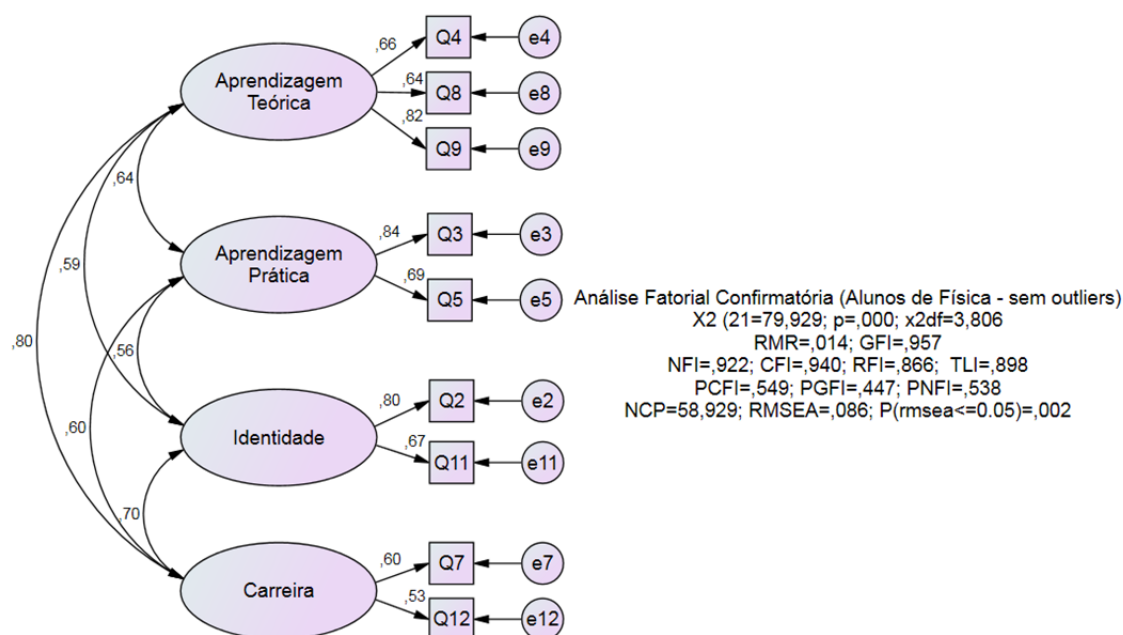 Aprendizagem
Teórica
,66
Q4
e4
,64
Q8
e8
,82
Q9
e9
,64
Aprendizagem
Prática
,84
Q3
e3
,69
Q5
e5
,59
,80
,56
Identidade
,80
Q2
e2
,67
Q11
e11
,60
,70
Carreira
,60
Q7
e7
,53
Q12
e12
Análise Fatorial Confirmatória (Alunos de Física - sem outliers)
X2 (21=79,929; p=,000; x2df=3,806
RMR=,014; GFI=,957
NFI=,922; CFI=,940; RFI=,866; TLI=,898
PCFI=,549; PGFI=,447; PNFI=,538
NCP=58,929; RMSEA=,086; P(rmsea<=0.05)=,002